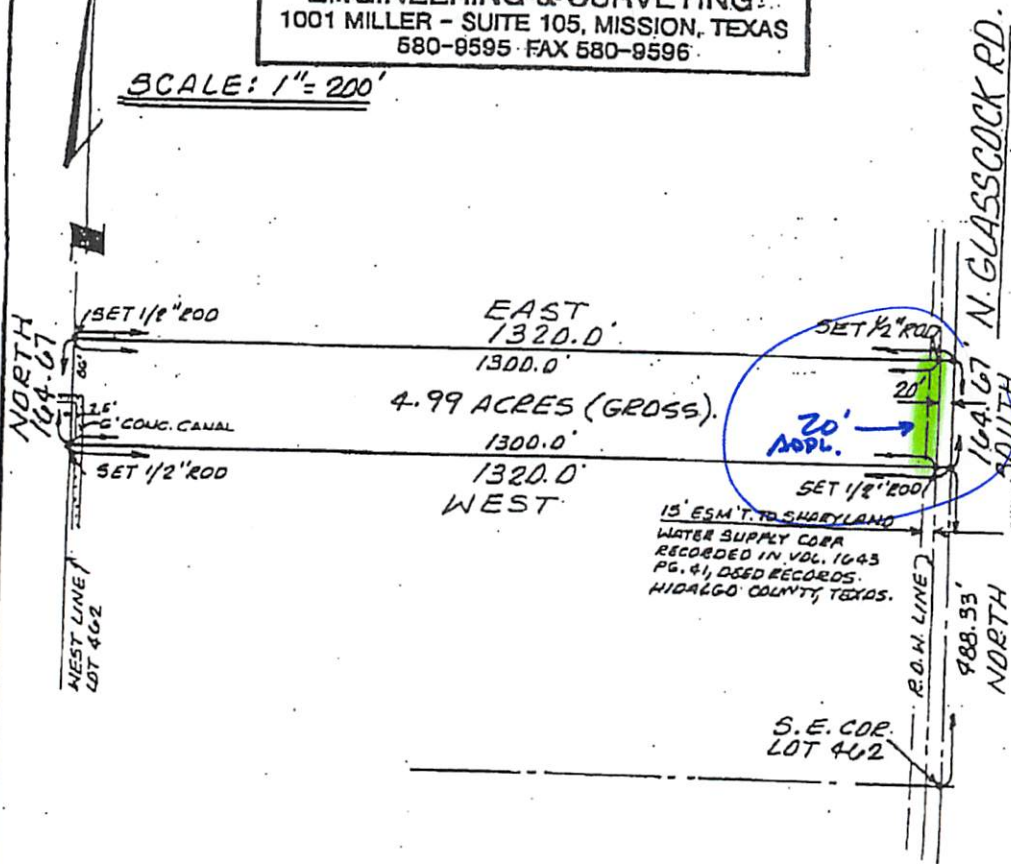 ENGINEERING & SURVEYING
1001 MILLER - SUITE 105, MISSION, TEXAS
580-9595 FAX 580-9596
SCALE: 1"= 200'
N. GLASSCOCK RD.
NORTH
164.67
SET 1/2" ROD
EAST
1320.0'
1300.0'
SET 1/2" ROD
20'
164.67'
SOUTH
4.99 ACRES (GROSS).
20'
ADDL.
6' CONC. CANAL
1300.0'
1320.0'
WEST
SET 1/2" ROD
SET 1/2" ROD
15' ESM'T. TO SHARYLAND
WATER SUPPLY CORP
RECORDED IN VOL. 1643
PG. 41, DEED RECORDS.
HIDALGO COUNTY, TEXAS.
WEST LINE
LOT 462
R.O.W. LINE
NORTH
S.E. COR.
LOT 462